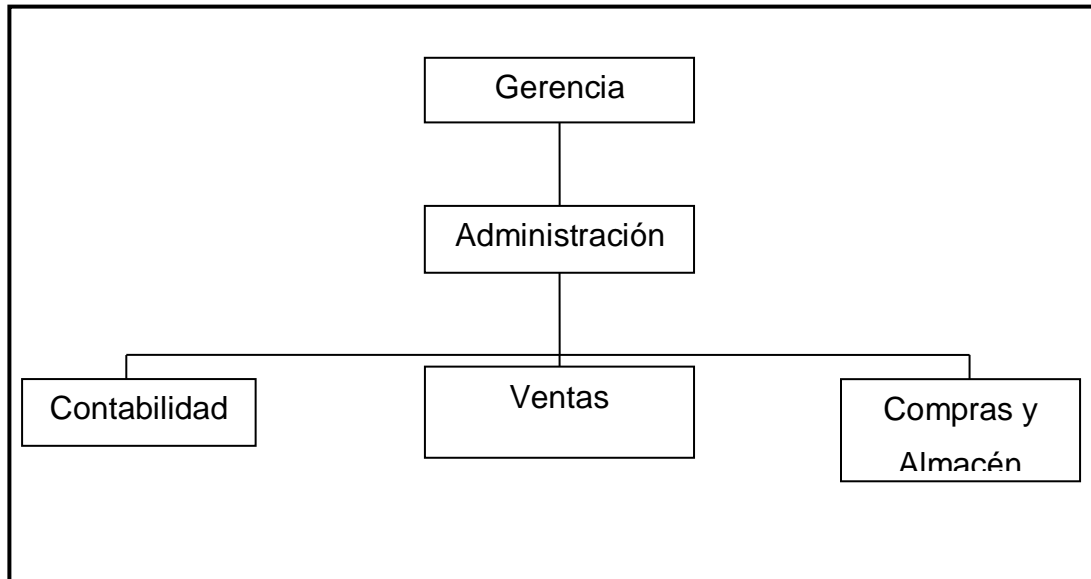 Gerencia
Administración
Contabilidad
Ventas
Compras y
Almacén